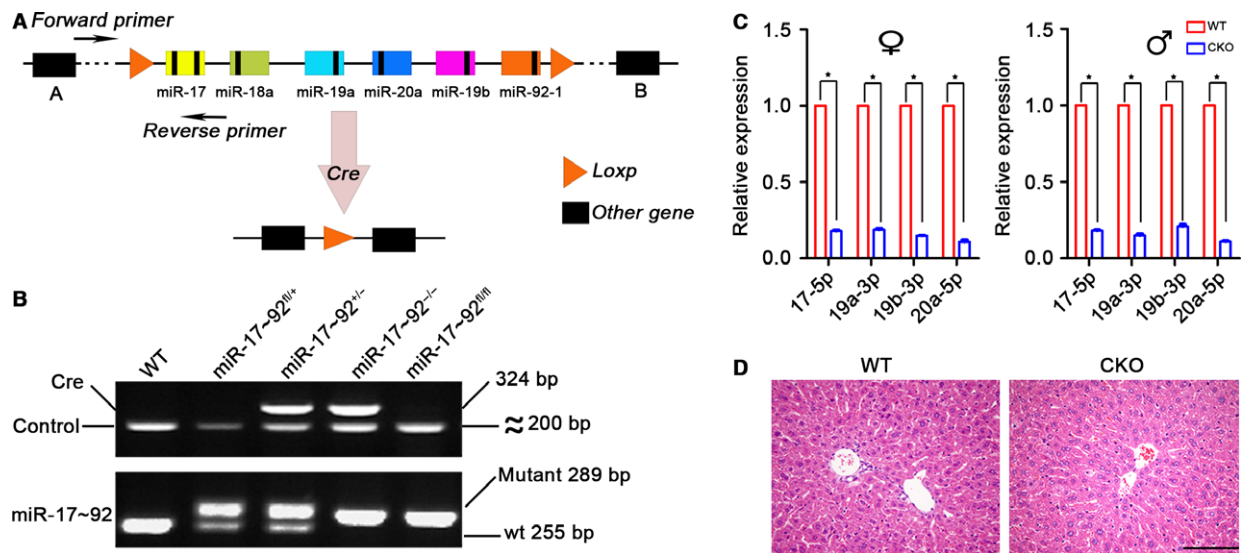 A
Forward primer
A
miR-17
miR-18a
miR-19a
miR-20a
miR-19b
miR-92-1
B
Reverse primer
Cre
Loxp
Other gene
B
WT
miR-17~92fl/+
miR-17~92+/−
miR-17~92−/−
miR-17~92fl/fl
Cre
324 bp
Control
≈ 200 bp
miR-17~92
Mutant 289 bp
wt 255 bp
C
♀
Relative expression
1.5
1.0
0.5
0.0
* * * *
17-5p
19a-3p
19b-3p
20a-5p
♂
WT
CKO
Relative expression
1.5
1.0
0.5
0.0
* * * *
17-5p
19a-3p
19b-3p
20a-5p
D
WT
CKO